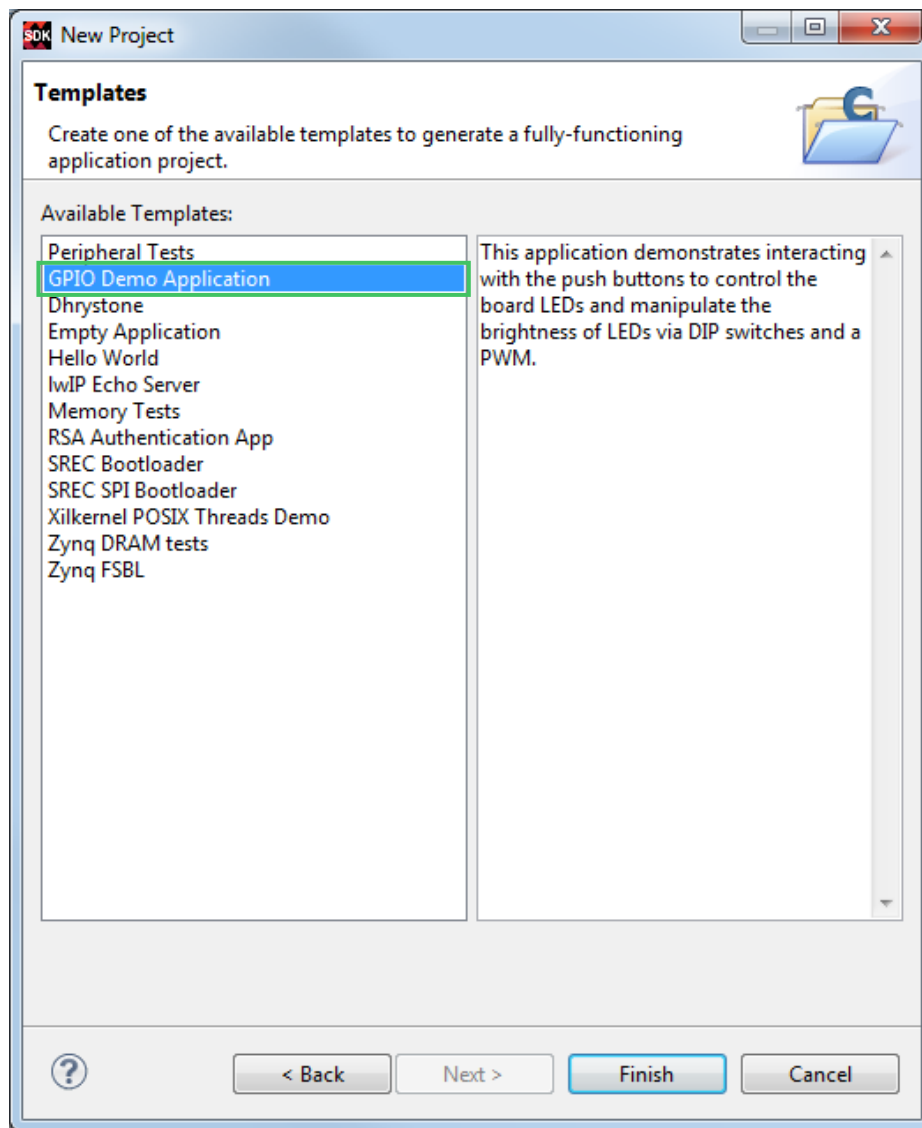 SDK New Project
Templates
Create one of the available templates to generate a fully-functioning
application project.
Available Templates:
Peripheral Tests
GPIO Demo Application
Dhrystone
Empty Application
Hello World
lwIP Echo Server
Memory Tests
RSA Authentication App
SREC Bootloader
SREC SPI Bootloader
Xilkernel POSIX Threads Demo
Zynq DRAM tests
Zynq FSBL
This application demonstrates interacting
with the push buttons to control the
board LEDs and manipulate the
brightness of LEDs via DIP switches and a
PWM.
? < Back Next > Finish Cancel